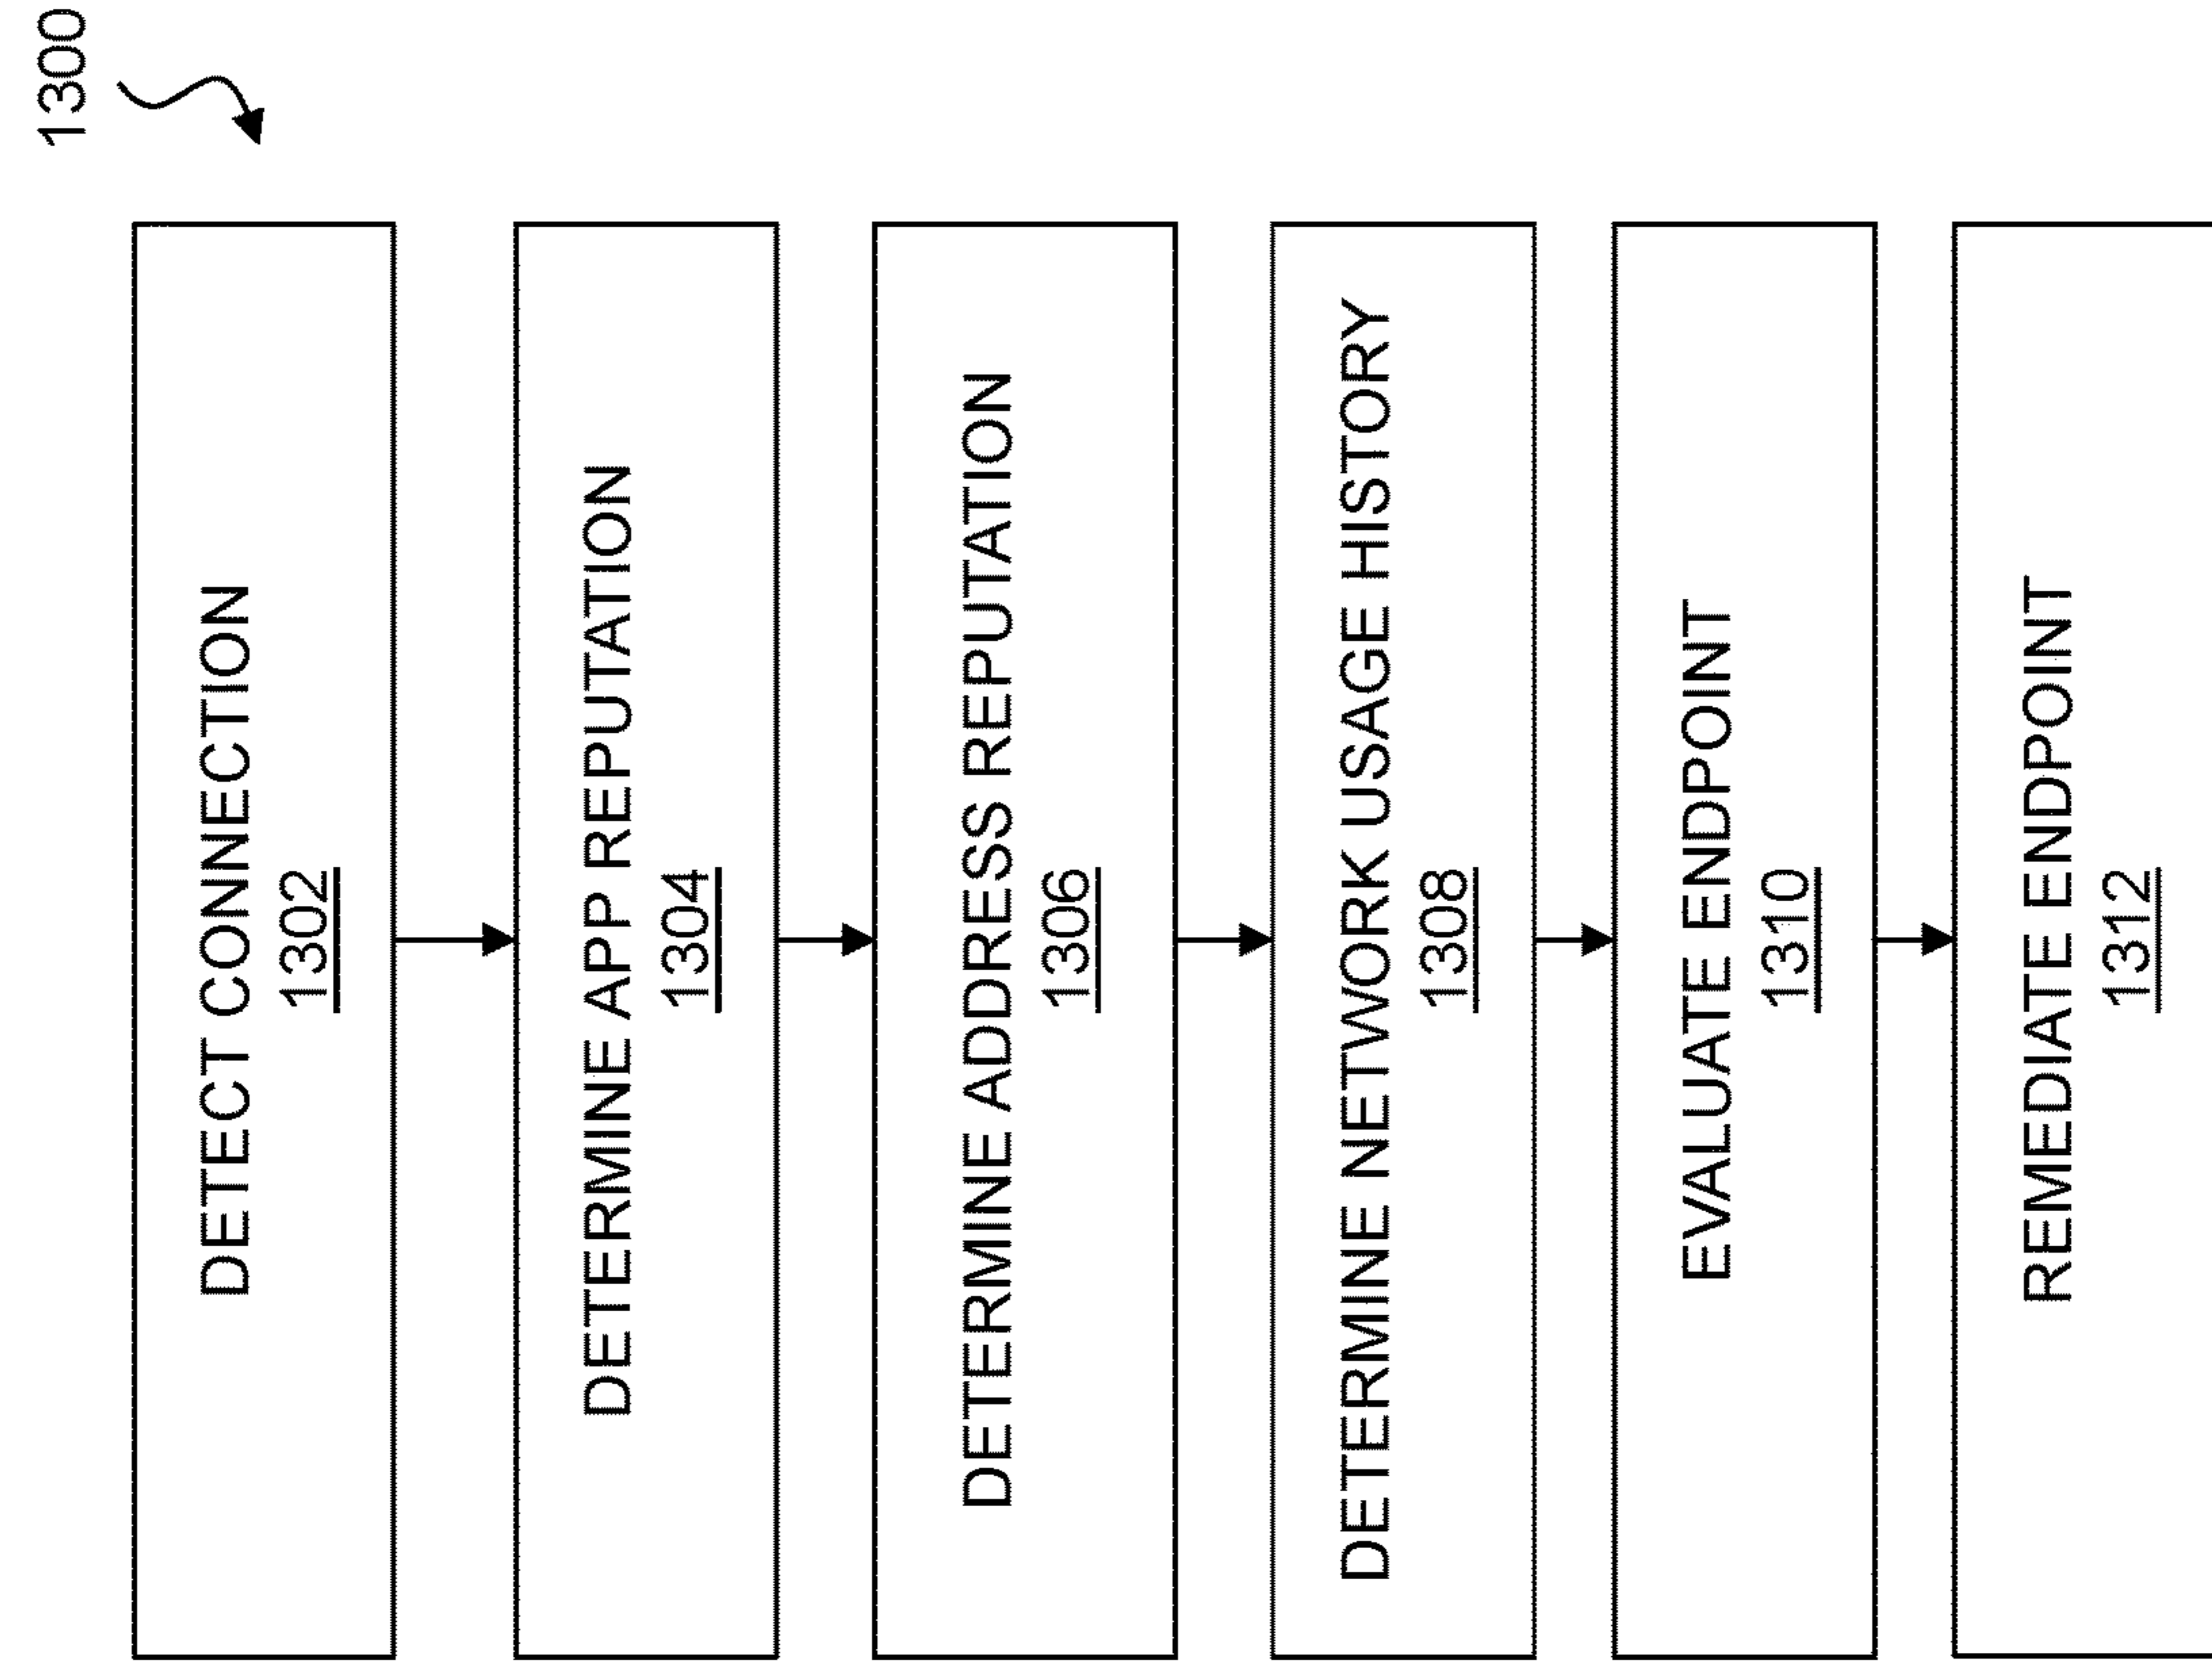 1300
DETECT CONNECTION
1302
DETERMINE APP REPUTATION
1304
DETERMINE ADDRESS REPUTATION
1306
DETERMINE NETWORK USAGE HISTORY
1308
EVALUATE ENDPOINT
1310
REMEDIATE ENDPOINT
1312